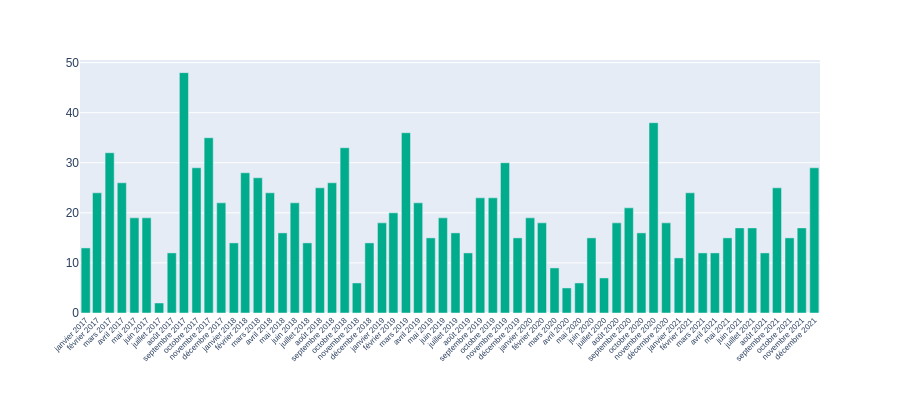 50
40
30
20
10
0
janvier 2017
février 2017
mars 2017
avril 2017
mai 2017
juin 2017
juillet 2017
août 2017
septembre 2017
octobre 2017
novembre 2017
décembre 2017
janvier 2018
février 2018
mars 2018
avril 2018
mai 2018
juin 2018
juillet 2018
août 2018
septembre 2018
octobre 2018
novembre 2018
décembre 2018
janvier 2019
février 2019
mars 2019
avril 2019
mai 2019
juin 2019
juillet 2019
août 2019
septembre 2019
octobre 2019
novembre 2019
décembre 2019
janvier 2020
février 2020
mars 2020
avril 2020
mai 2020
juin 2020
juillet 2020
août 2020
septembre 2020
octobre 2020
novembre 2020
décembre 2020
janvier 2021
février 2021
mars 2021
avril 2021
mai 2021
juin 2021
juillet 2021
août 2021
septembre 2021
octobre 2021
novembre 2021
décembre 2021